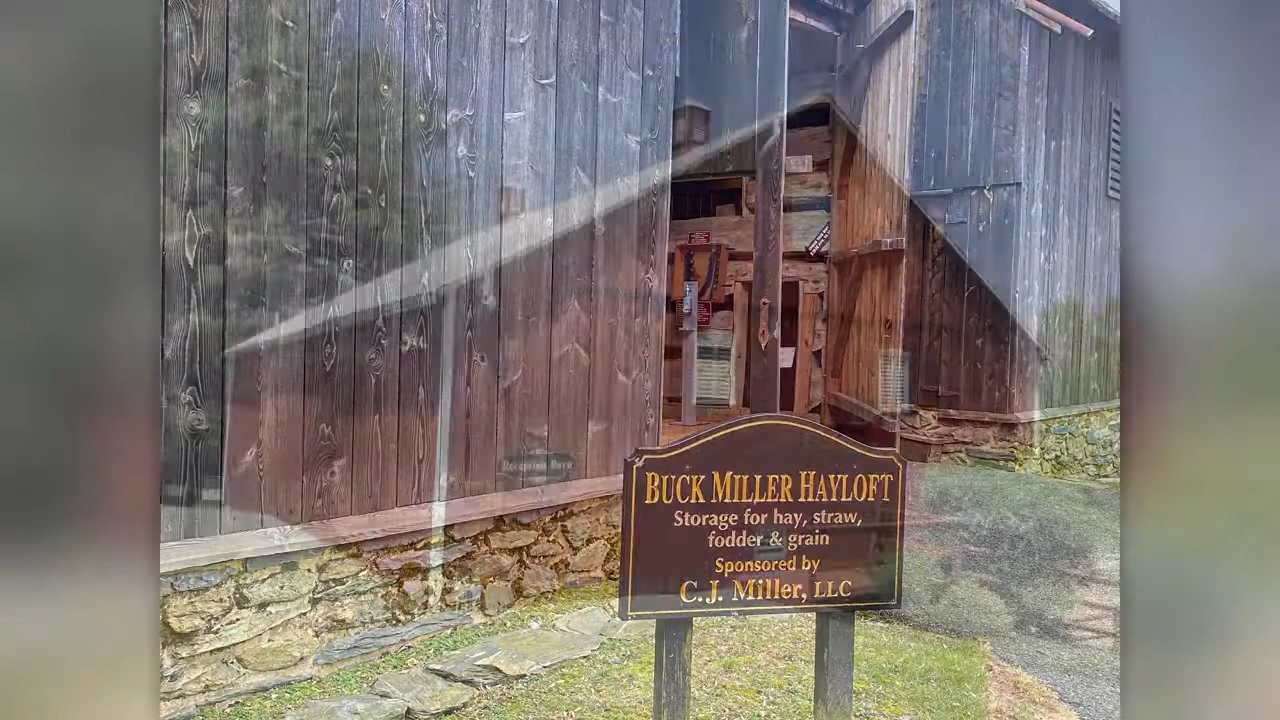 BUCK MILLER HAYLOFT
Storage for hay, straw,
fodder & grain
Sponsored by
C.J. Miller, LLC